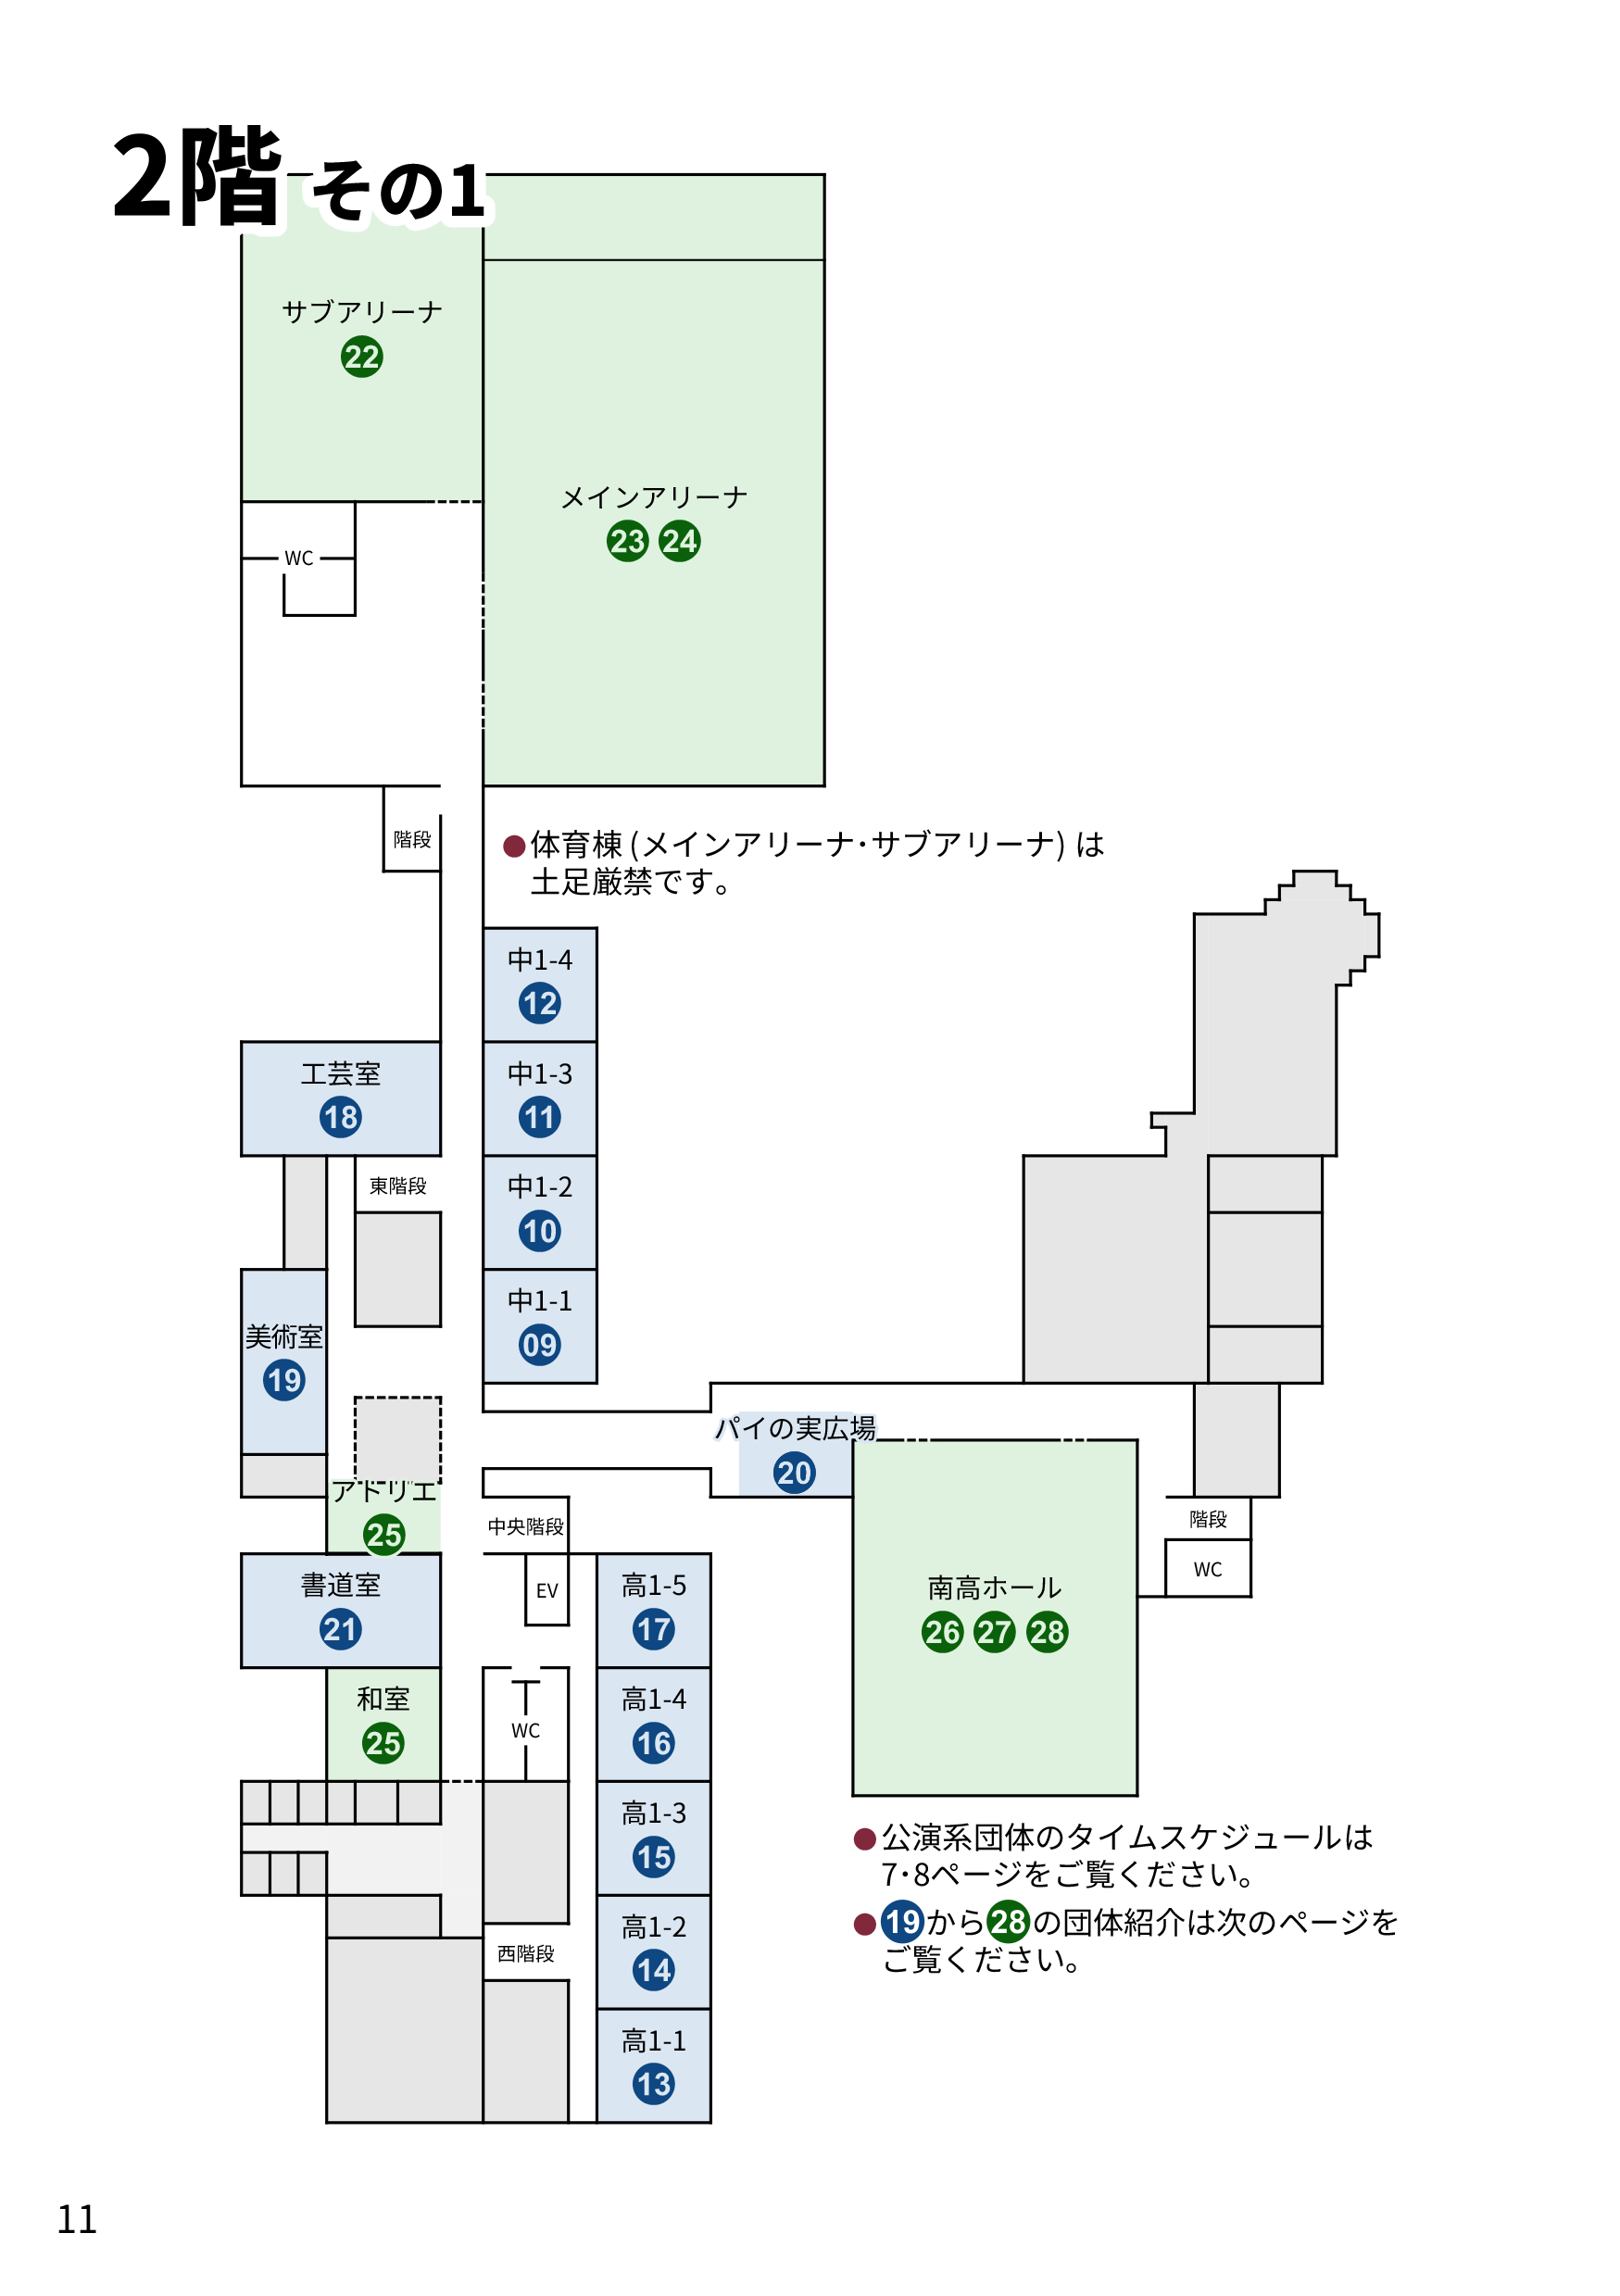 2階 その1
サブアリーナ
22
メインアリーナ
23 24
WC
階段
●体育棟(メインアリーナ・サブアリーナ)は
土足厳禁です。
中1-4
12
工芸室
18
中1-3
11
東階段
中1-2
10
中1-1
09
美術室
19
パイの実広場
20
アトリエ
25
中央階段
階段
WC
書道室
21
EV
高1-5
17
南高ホール
26 27 28
和室
25
WC
高1-4
16
高1-3
15
●公演系団体のタイムスケジュールは
7・8ページをご覧ください。
●19から28の団体紹介は次のページを
ご覧ください。
高1-2
14
西階段
高1-1
13
11